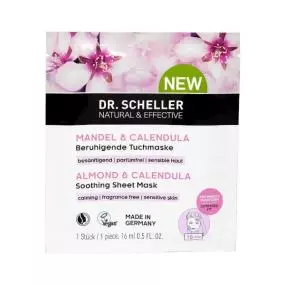 NEW
DR. SCHELLER
NATURAL & EFFECTIVE
MANDEL & CALENDULA
Beruhigende Tuchmaske
besänftigend | parfümfrei | sensible Haut
ALMOND & CALENDULA
Soothing Sheet Mask
calming | fragrance free | sensitive skin
Vegan
MADE IN
GERMANY
1 Stück / 1 piece, 16 ml 0.5 FL. OZ.